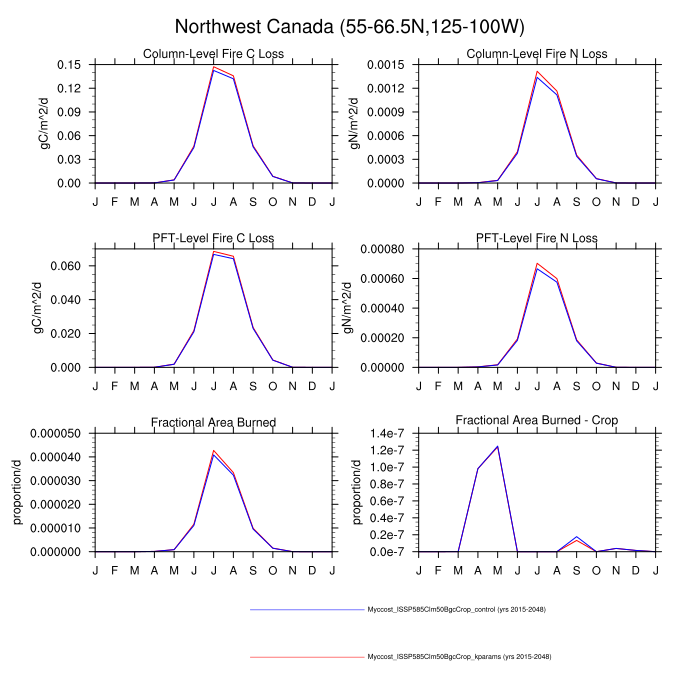 Northwest Canada (55-66.5N,125-100W)
Column-Level Fire C Loss
gC/m^2/d
0.15
0.12
0.09
0.06
0.03
0.00
J F M A M J J A S O N D J
Column-Level Fire N Loss
gN/m^2/d
0.0015
0.0012
0.0009
0.0006
0.0003
0.0000
J F M A M J J A S O N D J
PFT-Level Fire C Loss
gC/m^2/d
0.060
0.040
0.020
0.000
J F M A M J J A S O N D J
PFT-Level Fire N Loss
gN/m^2/d
0.00080
0.00060
0.00040
0.00020
0.00000
J F M A M J J A S O N D J
Fractional Area Burned
proportion/d
0.000050
0.000040
0.000030
0.000020
0.000010
0.000000
J F M A M J J A S O N D J
Fractional Area Burned - Crop
proportion/d
1.4e-7
1.2e-7
1.0e-7
0.8e-7
0.6e-7
0.4e-7
0.2e-7
0.0e-7
J F M A M J J A S O N D J
Myccost_ISSP585Clm50BgcCrop_control (yrs 2015-2048)
Myccost_ISSP585Clm50BgcCrop_kparams (yrs 2015-2048)